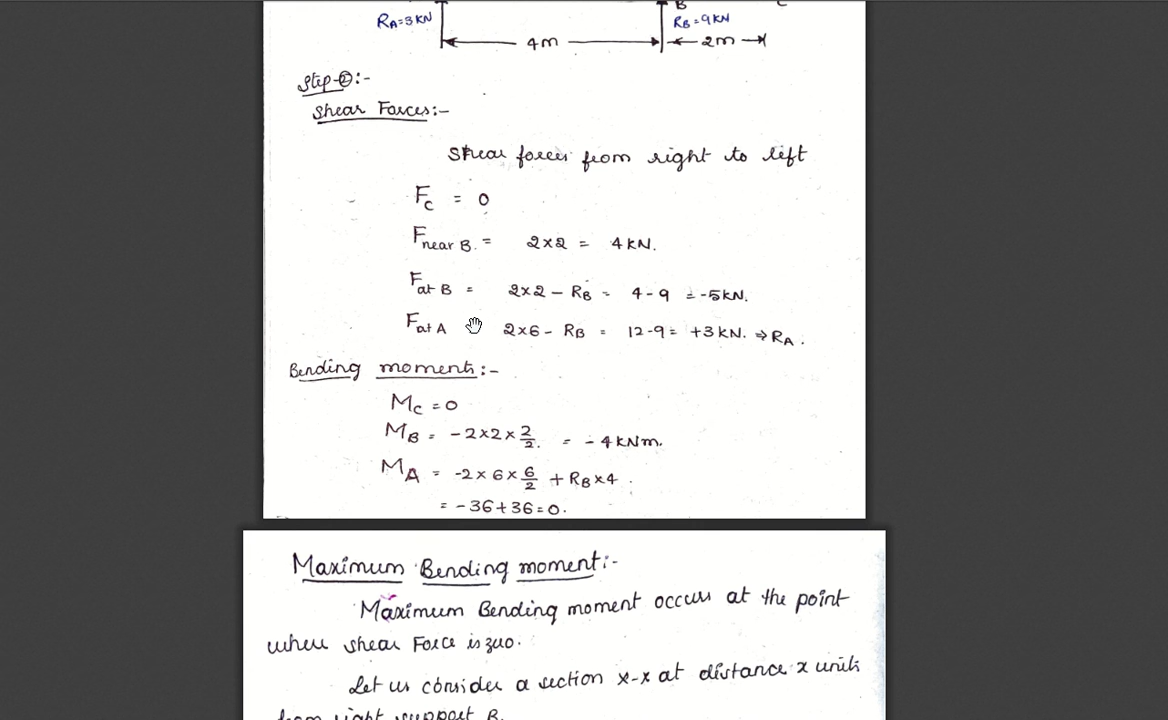 RA=3KN
B
RB=9KN
4m
2m
Step-②:-
Shear Forces:-
Shear forces from right to left
Fc = 0
Fnear B. = 2×2 = 4KN.
Fat B = 2×2 - RB = 4-9 = -5KN.
Fat A 2×6 - RB = 12-9 = +3KN. ⇒ RA.
Bending moment:-
Mc = 0
MB = -2×2×2/2. = -4KNm.
MA = -2×6×6/2 + RB×4.
= -36+36=0.
Maximum Bending moment:-
Maximum Bending moment occurs at the point
where shear Force is zero.
Let us consider a section x-x at distance x units
from right support B.